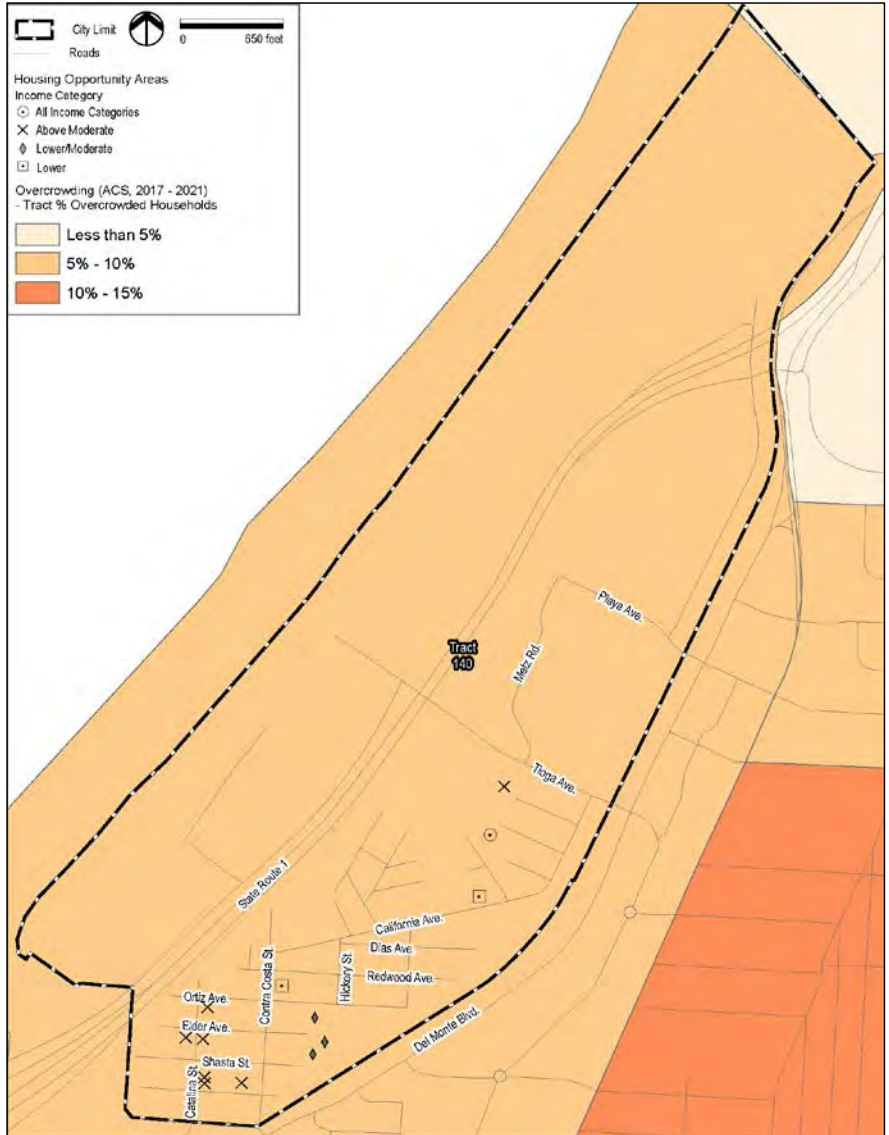 City Limit
0 650 feet
Roads
Housing Opportunity Areas
Income Category
All Income Categories
Above Moderate
Lower/Moderate
Lower
Overcrowding (ACS, 2017 - 2021)
- Tract % Overcrowded Households
Less than 5%
5% - 10%
10% - 15%
Playa Ave.
Metz Rd.
Tract
140
Tioga Ave.
State Route 1
California Ave.
Dias Ave
Hickory St.
Contra Costa St.
Redwood Ave.
Ortiz Ave.
Elder Ave.
Del Monte Blvd.
Shasta St.
Catalina St.